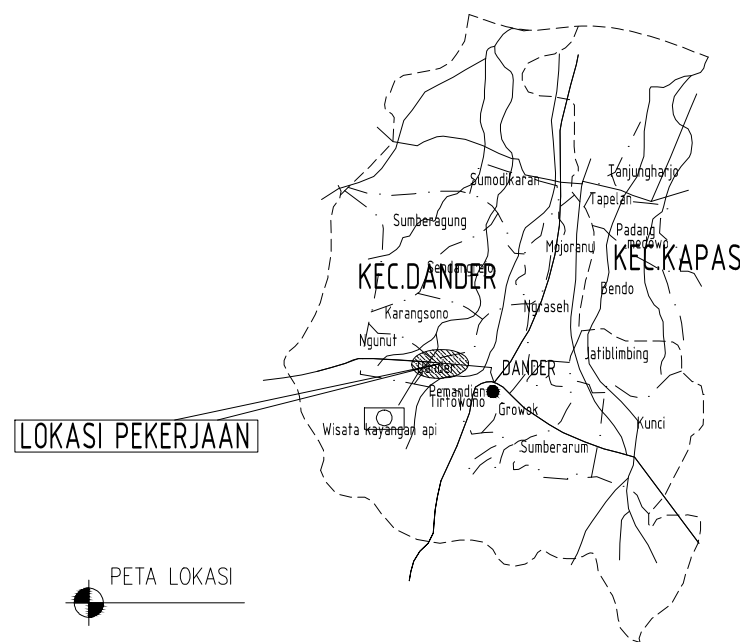 Tanjungharjo
Sumodikaran
Tapelan
Sumberagung
Padang
Mojoranu
KEC.KAPAS
KEC.DANDER
Bendo
Ngraseh
Karangsono
Ngunut
Jatiblimbing
DANDER
Pemandian
Tirtowono
Growok
Kunci
Wisata kayangan api
LOKASI PEKERJAAN
Sumberarum
PETA LOKASI